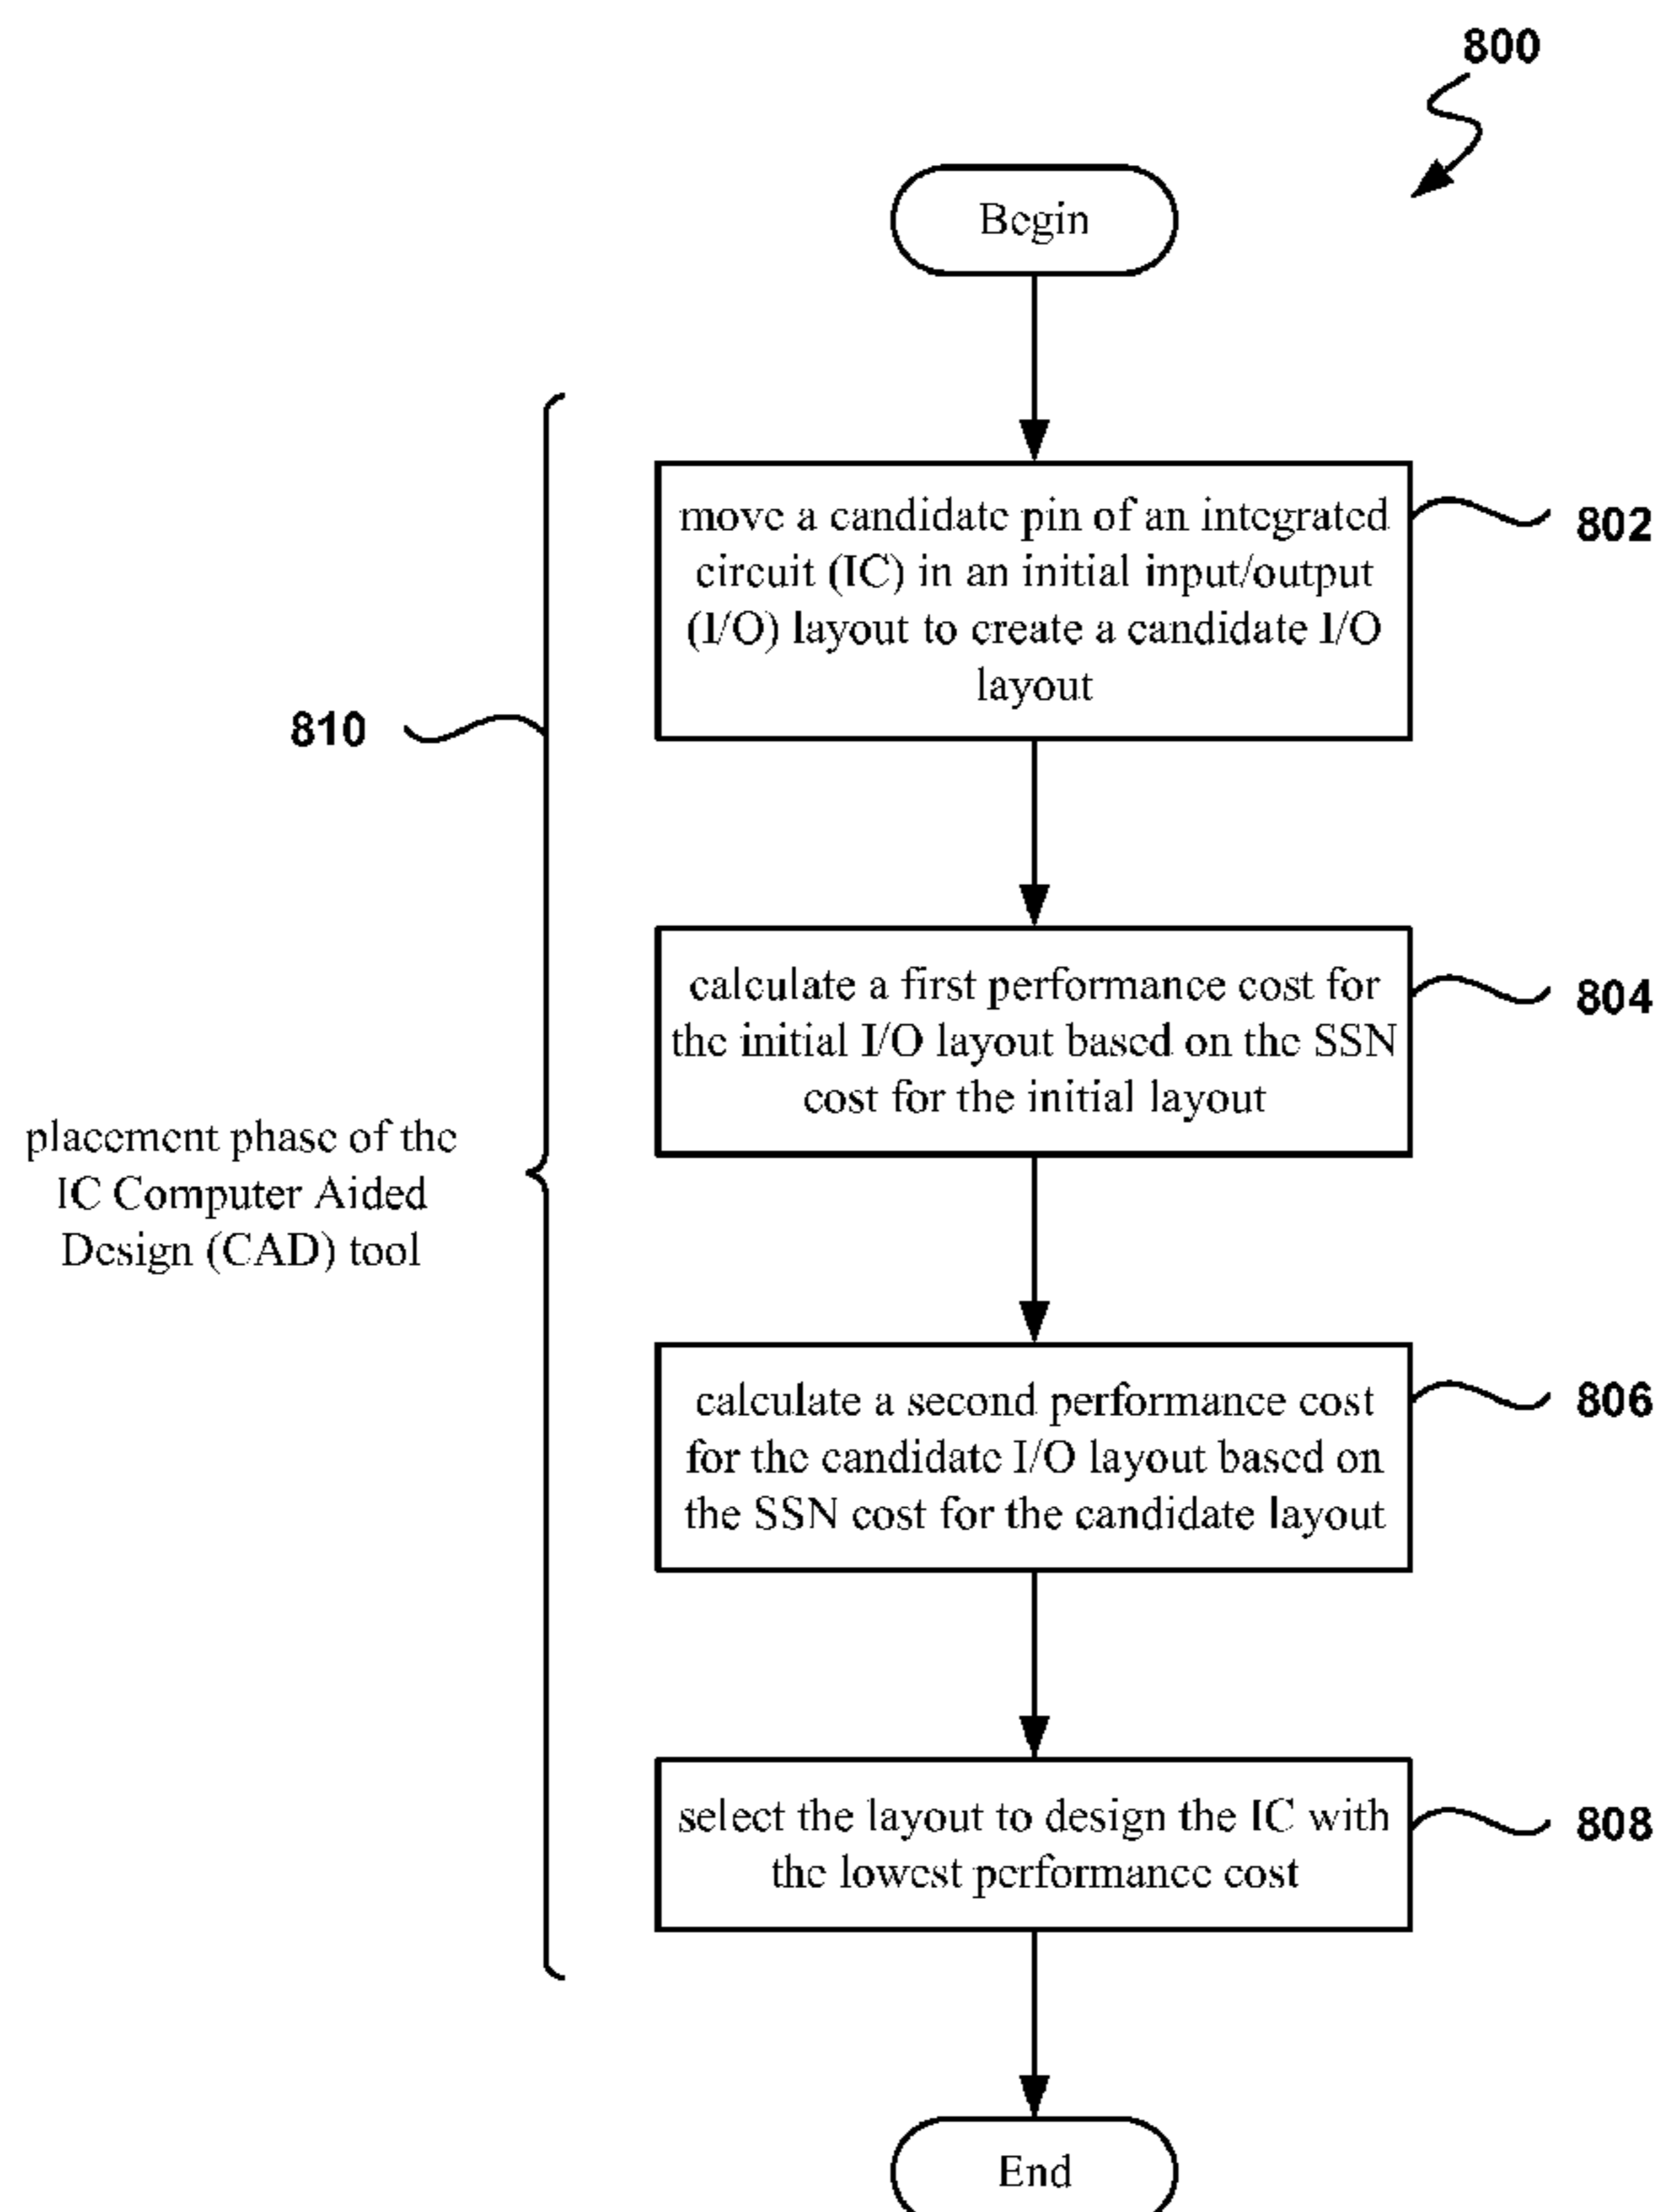 800
Begin
move a candidate pin of an integrated
circuit (IC) in an initial input/output
(I/O) layout to create a candidate I/O
layout
802
810
calculate a first performance cost for
the initial I/O layout based on the SSN
cost for the initial layout
804
placement phase of the
IC Computer Aided
Design (CAD) tool
calculate a second performance cost
for the candidate I/O layout based on
the SSN cost for the candidate layout
806
select the layout to design the IC with
the lowest performance cost
808
End